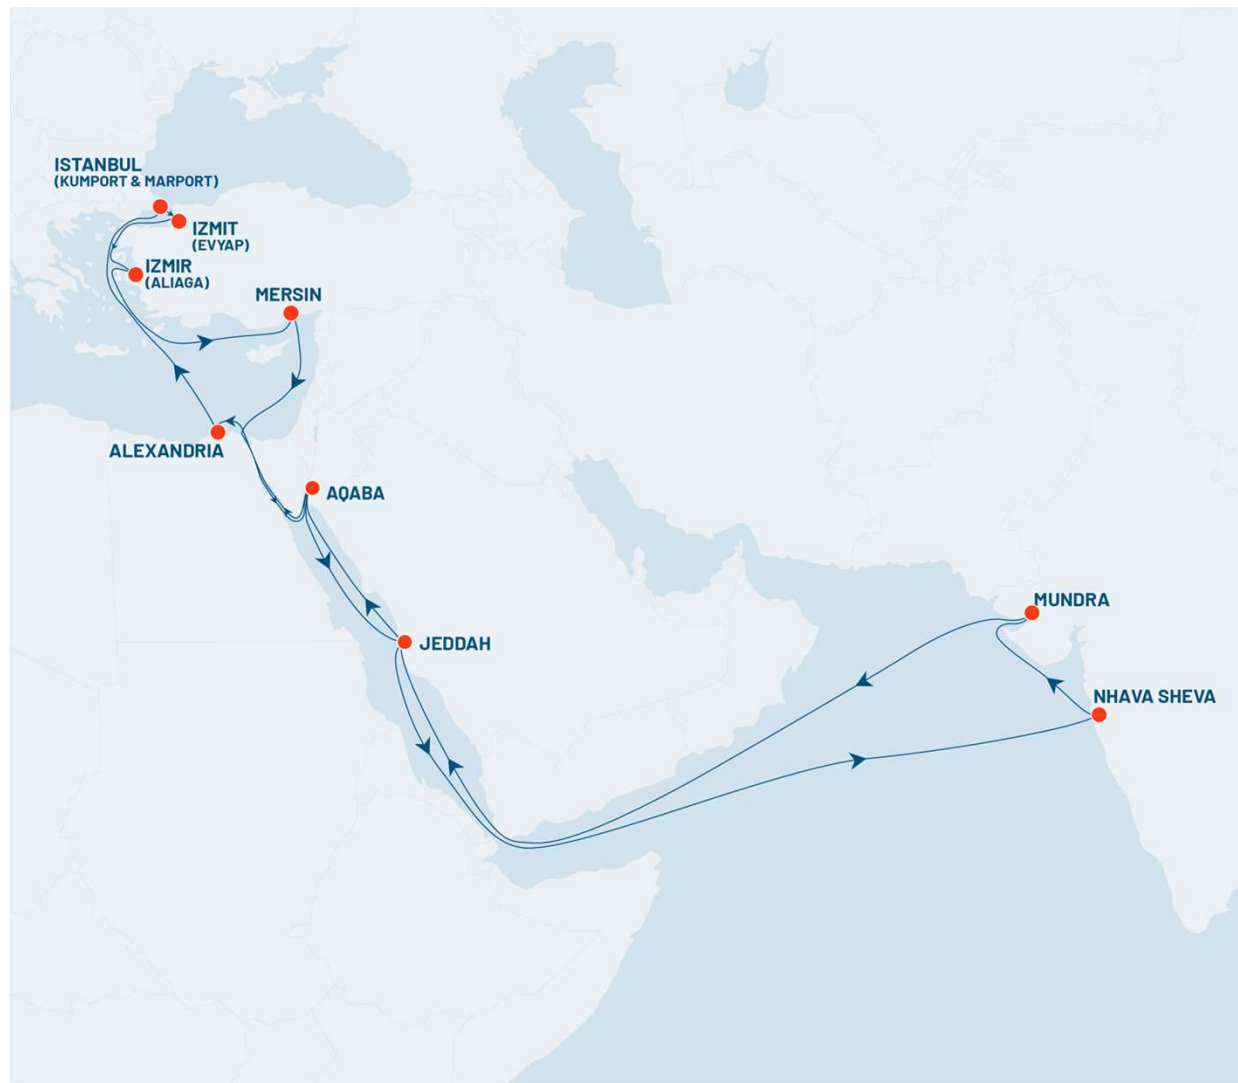 ISTANBUL
(KUMPORT & MARPORT)
IZMIT
(EVYAP)
IZMIR
(ALIAGA)
MERSIN
ALEXANDRIA
AQABA
MUNDRA
JEDDAH
NHAVA SHEVA